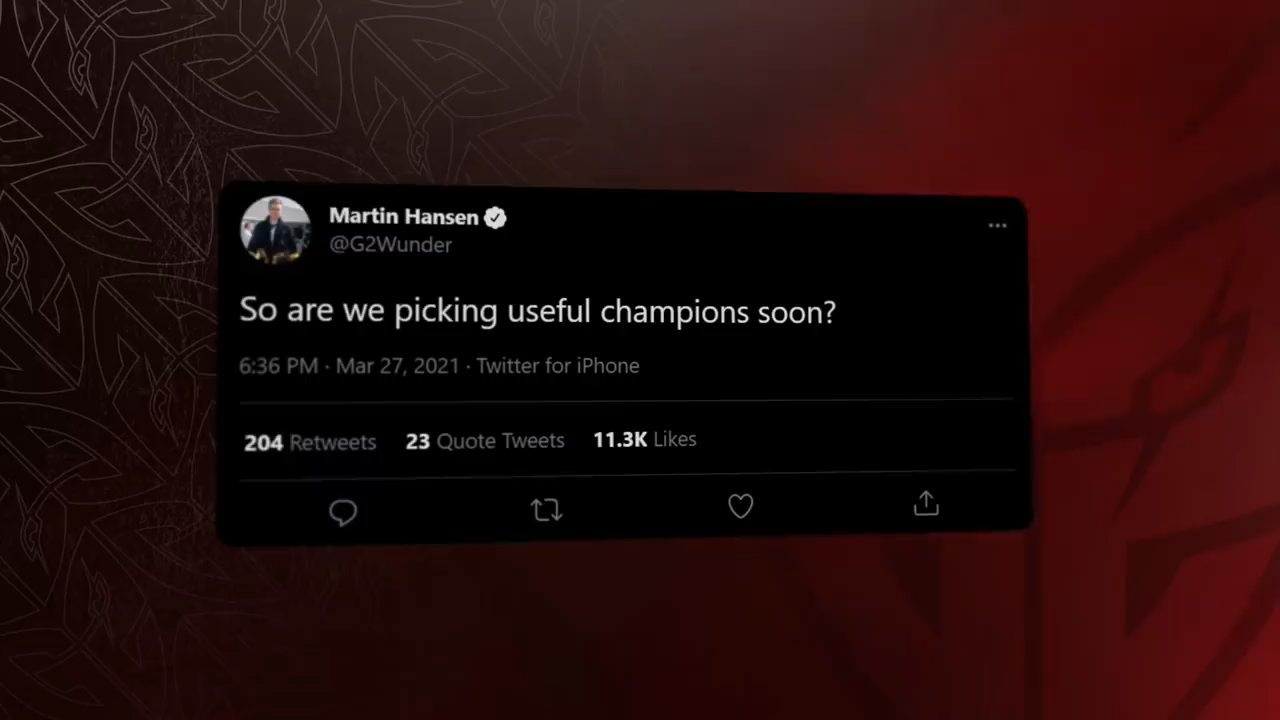 Martin Hansen
@G2Wunder
So are we picking useful champions soon?
6:36 PM · Mar 27, 2021 · Twitter for iPhone
204 Retweets 23 Quote Tweets 11.3K Likes